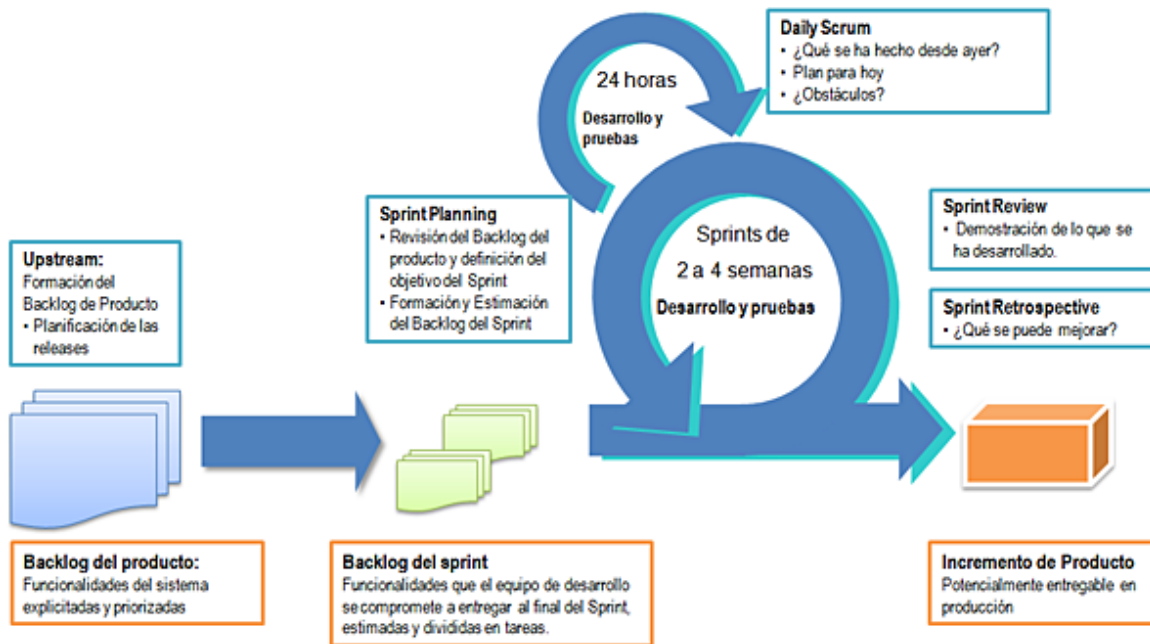 Daily Scrum
• ¿Qué se ha hecho desde ayer?
• Plan para hoy
• ¿Obstáculos?
24 horas
Desarrollo y
pruebas
Sprint Planning
• Revisión del Backlog del
producto y definición del
objetivo del Sprint
• Formación y Estimación
del Backlog del Sprint
Sprints de
2 a 4 semanas
Desarrollo y pruebas
Sprint Review
• Demostración de lo que se
ha desarrollado.
Sprint Retrospective
• ¿Qué se puede mejorar?
Upstream:
Formación del
Backlog de Producto
• Planificación de las
releases
Backlog del producto:
Funcionalidades del sistema
explicitadas y priorizadas
Backlog del sprint
Funcionalidades que el equipo de desarrollo
se compromete a entregar al final del Sprint,
estimadas y divididas en tareas.
Incremento de Producto
Potencialmente entregable en
producción